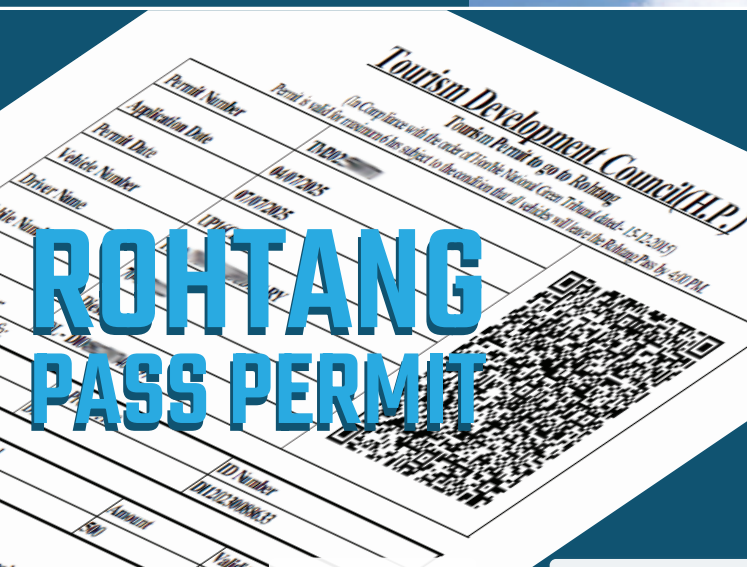 Tourism Development Council(H.P.)
Tourism Permit to go to Rohtang
(In Compliance with the order of Hon'ble National Green Tribunal dated:- 15-12-2015)
Permit is valid for maximum 6 hrs subject to the condition that all vehicles will leave the Rohtang Pass by 4:00 PM.
Permit Number
Application Date
04/07/2025
Permit Date
07/07/2025
Vehicle Number
Driver Name
ROHTANG
PASS PERMIT
ID Number
Amount
500